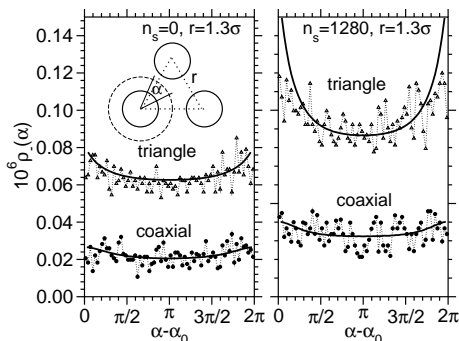 n_s=0, r=1.3σ
n_s=1280, r=1.3σ
0.14
0.12
0.10
0.08
0.06
0.04
0.02
0.00
10^6 ρ_s(α)
r
α
triangle
coaxial
triangle
coaxial
0 π/2 π 3π/2 2π
0 π/2 π 3π/2 2π
α-α_0
α-α_0